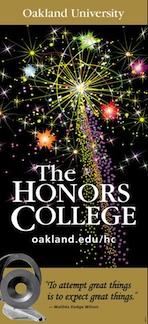 Oakland University
The
HONORS
COLLEGE
oakland.edu/hc
"To attempt great things
is to expect great things."
— Matilda Dodge Wilson